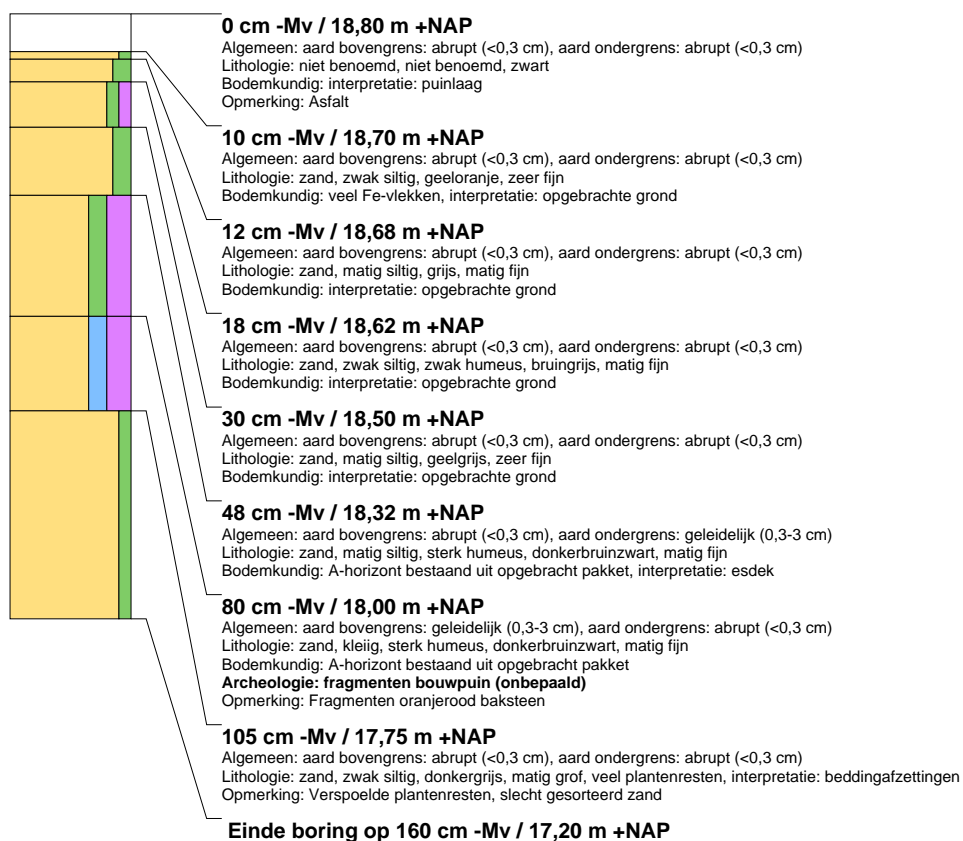 0 cm -Mv / 18,80 m +NAP
Algemeen: aard bovengrens: abrupt (<0,3 cm), aard ondergrens: abrupt (<0,3 cm)
Lithologie: niet benoemd, niet benoemd, zwart
Bodemkundig: interpretatie: puinlaag
Opmerking: Asfalt
10 cm -Mv / 18,70 m +NAP
Algemeen: aard bovengrens: abrupt (<0,3 cm), aard ondergrens: abrupt (<0,3 cm)
Lithologie: zand, zwak siltig, geeloranje, zeer fijn
Bodemkundig: veel Fe-vlekken, interpretatie: opgebrachte grond
12 cm -Mv / 18,68 m +NAP
Algemeen: aard bovengrens: abrupt (<0,3 cm), aard ondergrens: abrupt (<0,3 cm)
Lithologie: zand, matig siltig, grijs, matig fijn
Bodemkundig: interpretatie: opgebrachte grond
18 cm -Mv / 18,62 m +NAP
Algemeen: aard bovengrens: abrupt (<0,3 cm), aard ondergrens: abrupt (<0,3 cm)
Lithologie: zand, zwak siltig, zwak humeus, bruingrijs, matig fijn
Bodemkundig: interpretatie: opgebrachte grond
30 cm -Mv / 18,50 m +NAP
Algemeen: aard bovengrens: abrupt (<0,3 cm), aard ondergrens: abrupt (<0,3 cm)
Lithologie: zand, matig siltig, geelgrijs, zeer fijn
Bodemkundig: interpretatie: opgebrachte grond
48 cm -Mv / 18,32 m +NAP
Algemeen: aard bovengrens: abrupt (<0,3 cm), aard ondergrens: geleidelijk (0,3-3 cm)
Lithologie: zand, matig siltig, sterk humeus, donkerbruinzwart, matig fijn
Bodemkundig: A-horizont bestaand uit opgebracht pakket, interpretatie: esdek
80 cm -Mv / 18,00 m +NAP
Algemeen: aard bovengrens: geleidelijk (0,3-3 cm), aard ondergrens: abrupt (<0,3 cm)
Lithologie: zand, kleiig, sterk humeus, donkerbruinzwart, matig fijn
Bodemkundig: A-horizont bestaand uit opgebracht pakket
Archeologie: fragmenten bouwpuin (onbepaald)
Opmerking: Fragmenten oranjerood baksteen
105 cm -Mv / 17,75 m +NAP
Algemeen: aard bovengrens: abrupt (<0,3 cm), aard ondergrens: abrupt (<0,3 cm)
Lithologie: zand, zwak siltig, donkergrijs, matig grof, veel plantenresten, interpretatie: beddingafzettingen
Opmerking: Verspoelde plantenresten, slecht gesorteerd zand
Einde boring op 160 cm -Mv / 17,20 m +NAP